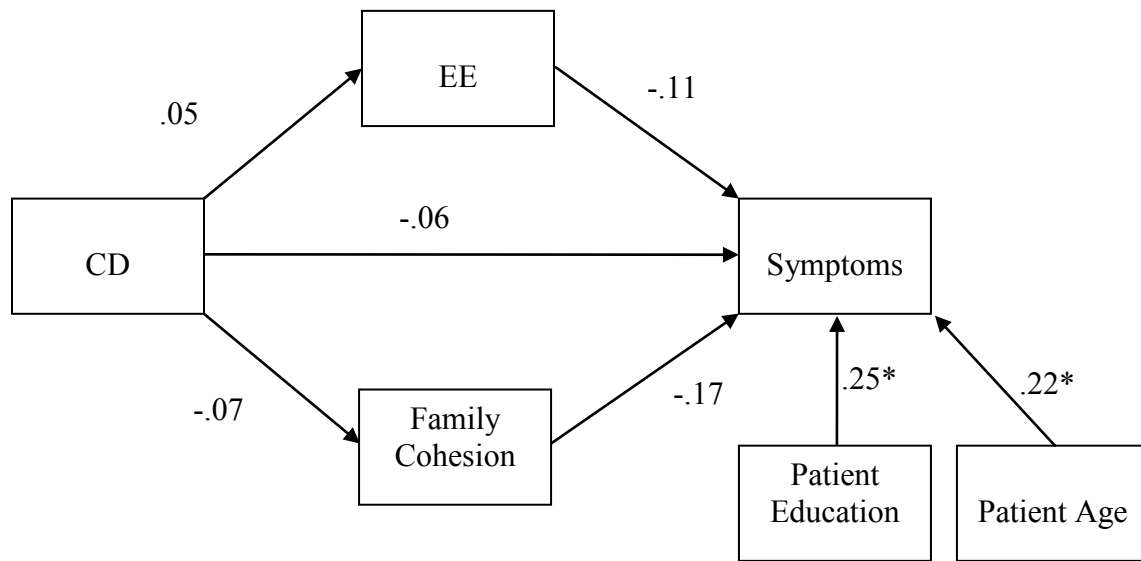 EE
-.11
.05
-.06
CD
Symptoms
-.07
Family
Cohesion
-.17
.25*
.22*
Patient
Education
Patient Age